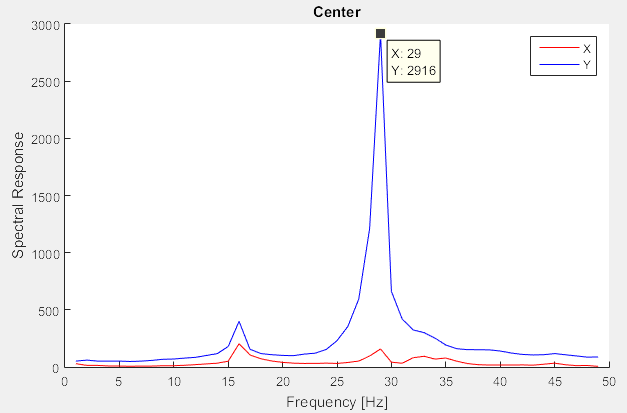 Center
3000
2500
2000
1500
1000
500
0
Spectral Response
X: 29
Y: 2916
X
Y
0 5 10 15 20 25 30 35 40 45 50
Frequency [Hz]